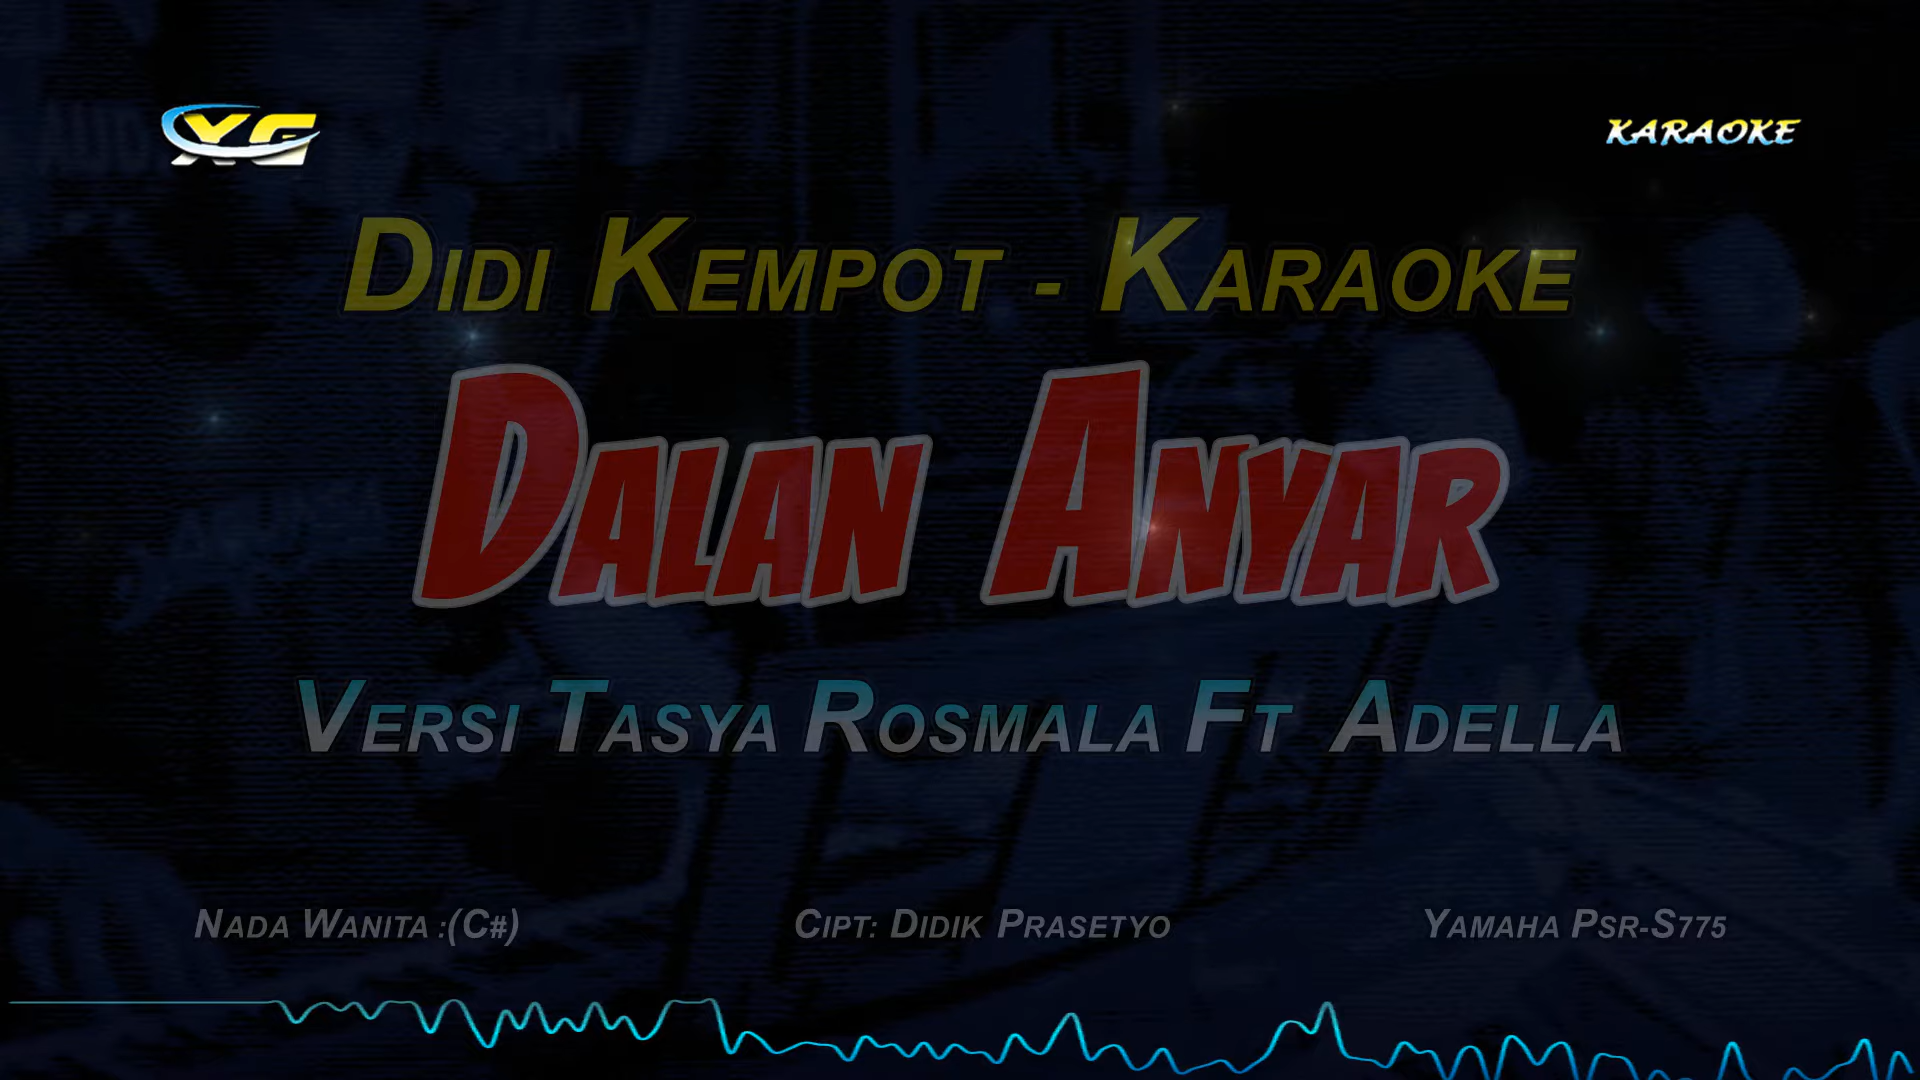 XG
KARAOKE
DIDI KEMPOT - KARAOKE
DALAN ANYAR
VERSI TASYA ROSMALA FT ADELLA
NADA WANITA :(C#)
CIPT: DIDIK PRASETYO
YAMAHA PSR-S775